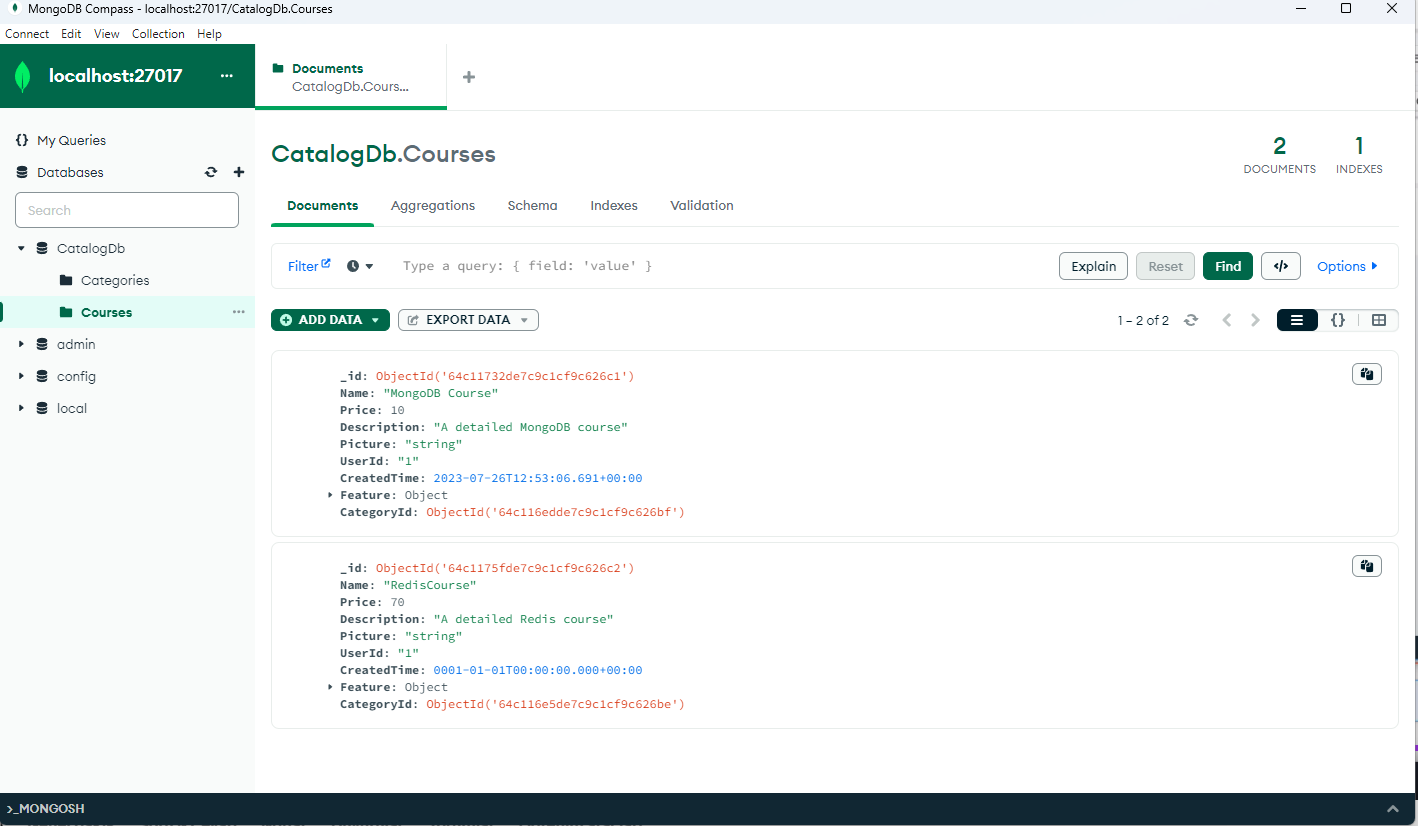 MongoDB Compass - localhost:27017/CatalogDb.Courses
Connect Edit View Collection Help
localhost:27017 ...
Documents
CatalogDb.Cours...
{} My Queries
Databases
Search
CatalogDb
Categories
Courses ...
admin
config
local
CatalogDb.Courses
2
DOCUMENTS
1
INDEXES
Documents Aggregations Schema Indexes Validation
Filter Type a query: { field: 'value' } Explain Reset Find </> Options
ADD DATA EXPORT DATA 1 – 2 of 2 {}
_id: ObjectId('64c11732de7c9c1cf9c626c1')
Name: "MongoDB Course"
Price: 10
Description: "A detailed MongoDB course"
Picture: "string"
UserId: "1"
CreatedTime: 2023-07-26T12:53:06.691+00:00
Feature: Object
CategoryId: ObjectId('64c116edde7c9c1cf9c626bf')
_id: ObjectId('64c1175fde7c9c1cf9c626c2')
Name: "RedisCourse"
Price: 70
Description: "A detailed Redis course"
Picture: "string"
UserId: "1"
CreatedTime: 0001-01-01T00:00:00.000+00:00
Feature: Object
CategoryId: ObjectId('64c116e5de7c9c1cf9c626be')
>_MONGOSH